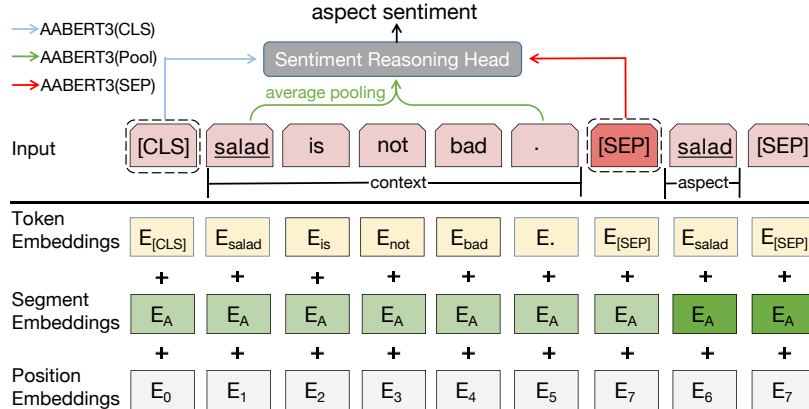 aspect sentiment
AABERT3(CLS)
AABERT3(Pool)
AABERT3(SEP)
Sentiment Reasoning Head
average pooling
Input [CLS] salad is not bad . [SEP] salad [SEP]
context aspect
Token
Embeddings E[CLS] Esalad Eis Enot Ebad E. E[SEP] Esalad E[SEP]
+ + + + + + + + +
Segment
Embeddings EA EA EA EA EA EA EA EA EA
+ + + + + + + + +
Position
Embeddings E0 E1 E2 E3 E4 E5 E7 E6 E7